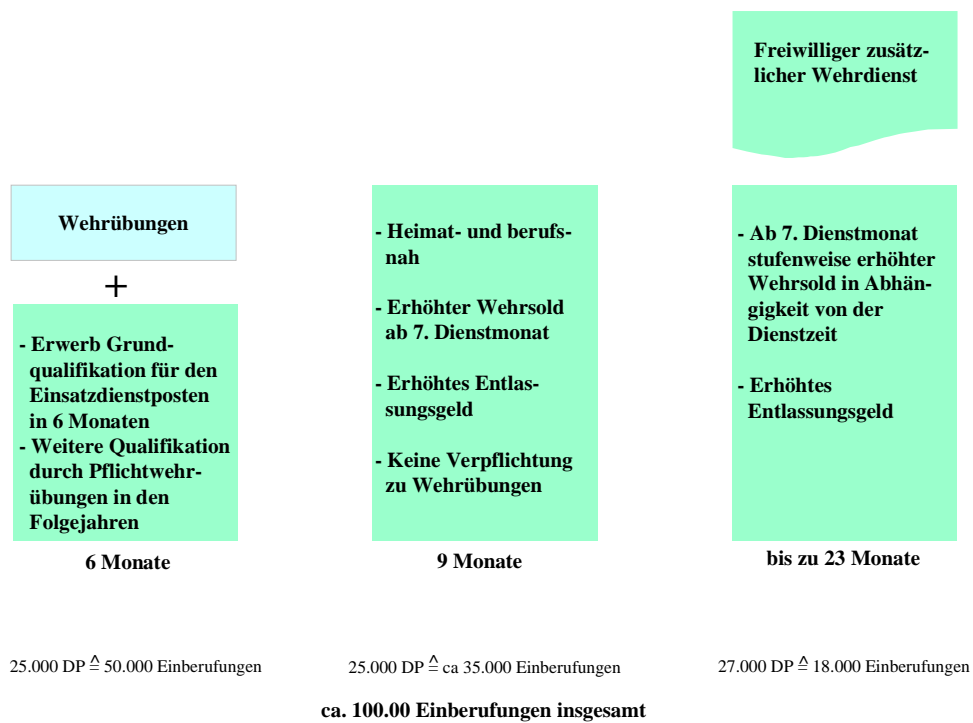 Freiwilliger zusätz-
licher Wehrdienst
Wehrübungen
+
- Erwerb Grund-
qualifikation für den
Einsatzdienstposten
in 6 Monaten
- Weitere Qualifikation
durch Pflichtwehr-
übungen in den
Folgejahren
6 Monate
- Heimat- und berufs-
nah
- Erhöhter Wehrsold
ab 7. Dienstmonat
- Erhöhtes Entlas-
sungsgeld
- Keine Verpflichtung
zu Wehrübungen
9 Monate
- Ab 7. Dienstmonat
stufenweise erhöhter
Wehrsold in Abhän-
gigkeit von der
Dienstzeit
- Erhöhtes
Entlassungsgeld
bis zu 23 Monate
25.000 DP ≙ 50.000 Einberufungen
25.000 DP ≙ ca 35.000 Einberufungen
27.000 DP ≙ 18.000 Einberufungen
ca. 100.00 Einberufungen insgesamt